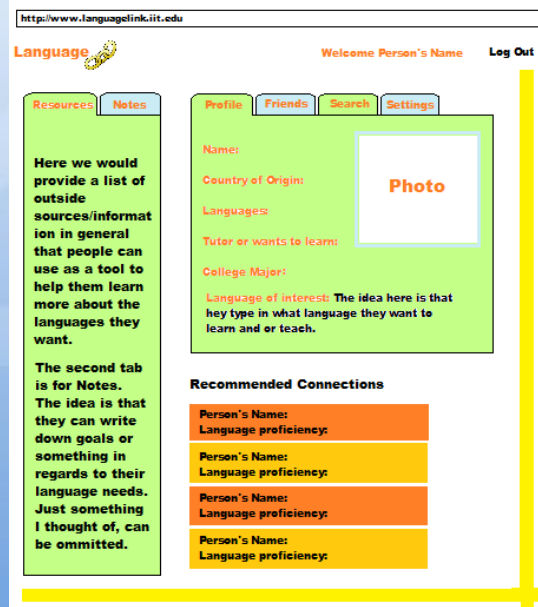 http://www.languagelink.iit.edu
Language
Welcome Person's Name Log Out
Resources Notes
Here we would
provide a list of
outside
sources/informat
ion in general
that people can
use as a tool to
help them learn
more about the
languages they
want.
The second tab
is for Notes.
The idea is that
they can write
down goals or
something in
regards to their
language needs.
Just something
I thought of, can
be ommitted.
Profile Friends Search Settings
Name:
Country of Origin:
Languages:
Tutor or wants to learn:
College Major:
Photo
Language of interest: The idea here is that
hey type in what language they want to
learn and or teach.
Recommended Connections
Person's Name:
Language proficiency:
Person's Name:
Language proficiency:
Person's Name:
Language proficiency:
Person's Name:
Language proficiency: